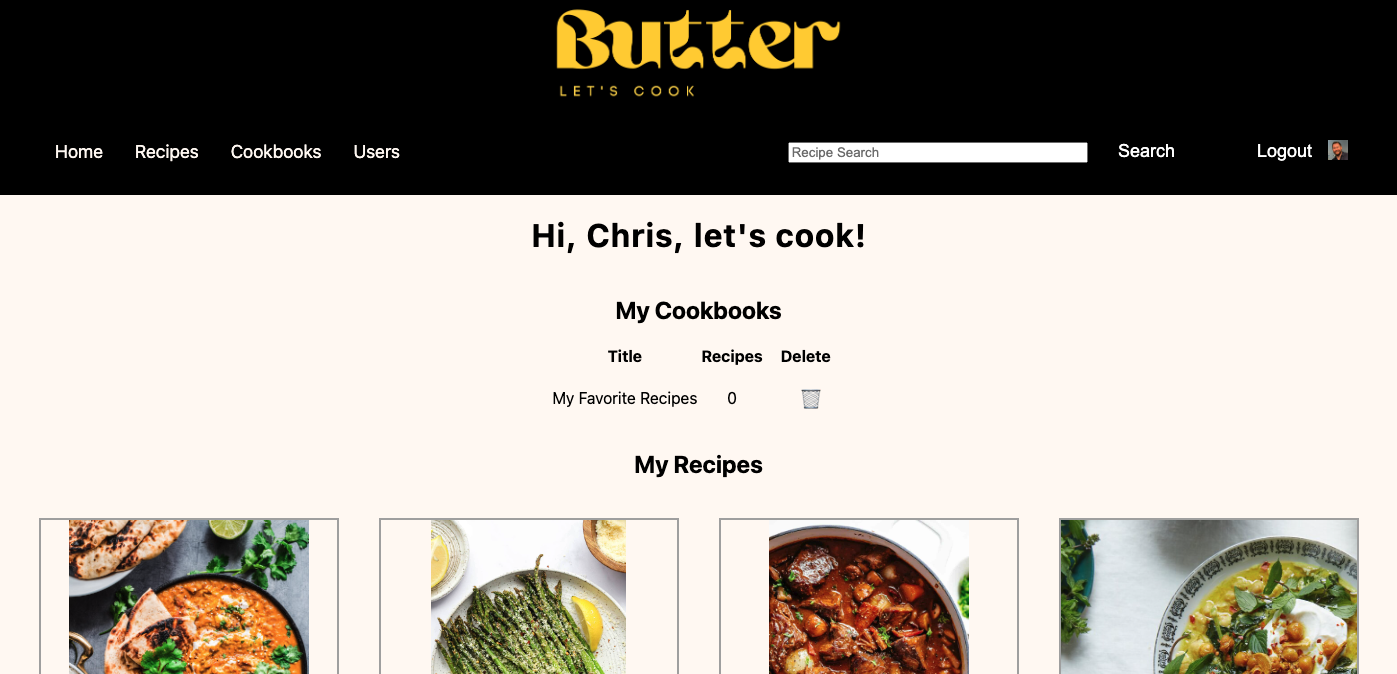 Butter
LET'S COOK
Home Recipes Cookbooks Users Recipe Search Search Logout
Hi, Chris, let's cook!
My Cookbooks
Title Recipes Delete
My Favorite Recipes 0
My Recipes